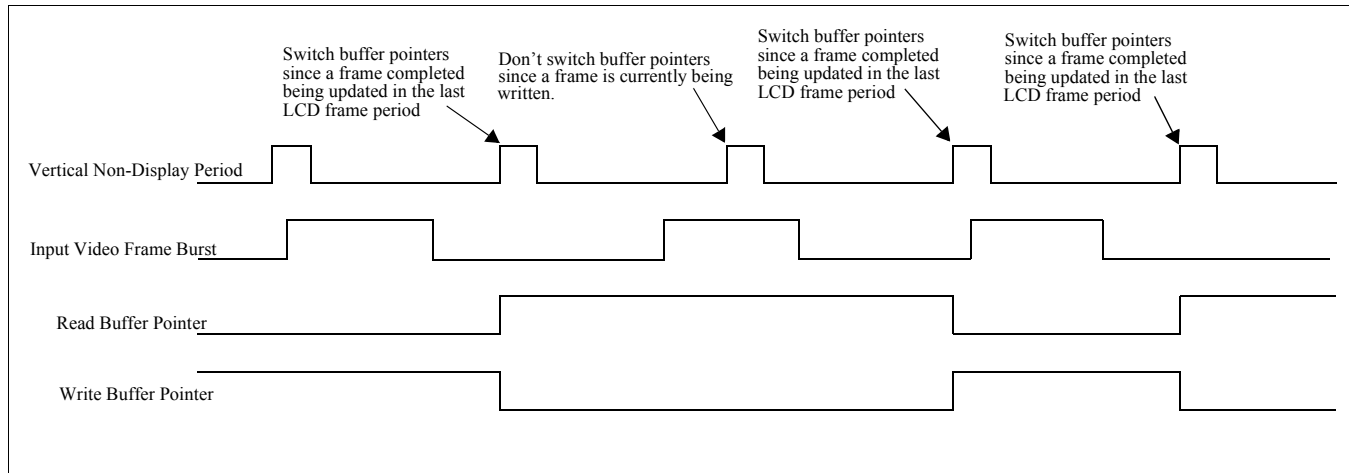 Switch buffer pointers
since a frame completed
being updated in the last
LCD frame period
Don’t switch buffer pointers
since a frame is currently being
written.
Switch buffer pointers
since a frame completed
being updated in the last
LCD frame period
Switch buffer pointers
since a frame completed
being updated in the last
LCD frame period
Vertical Non-Display Period
Input Video Frame Burst
Read Buffer Pointer
Write Buffer Pointer